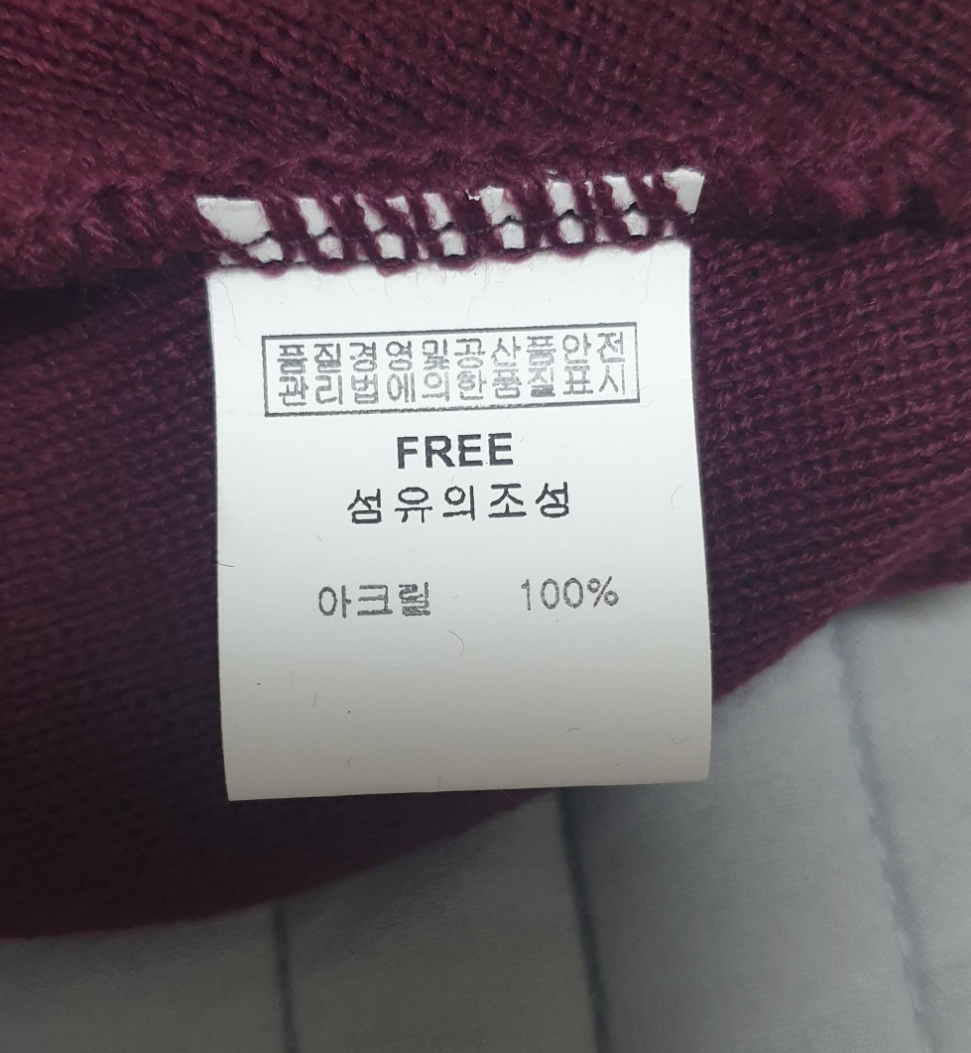 품질경영및공산품안전
관리법에의한품질표시
FREE
섬유의조성
아크릴 100%